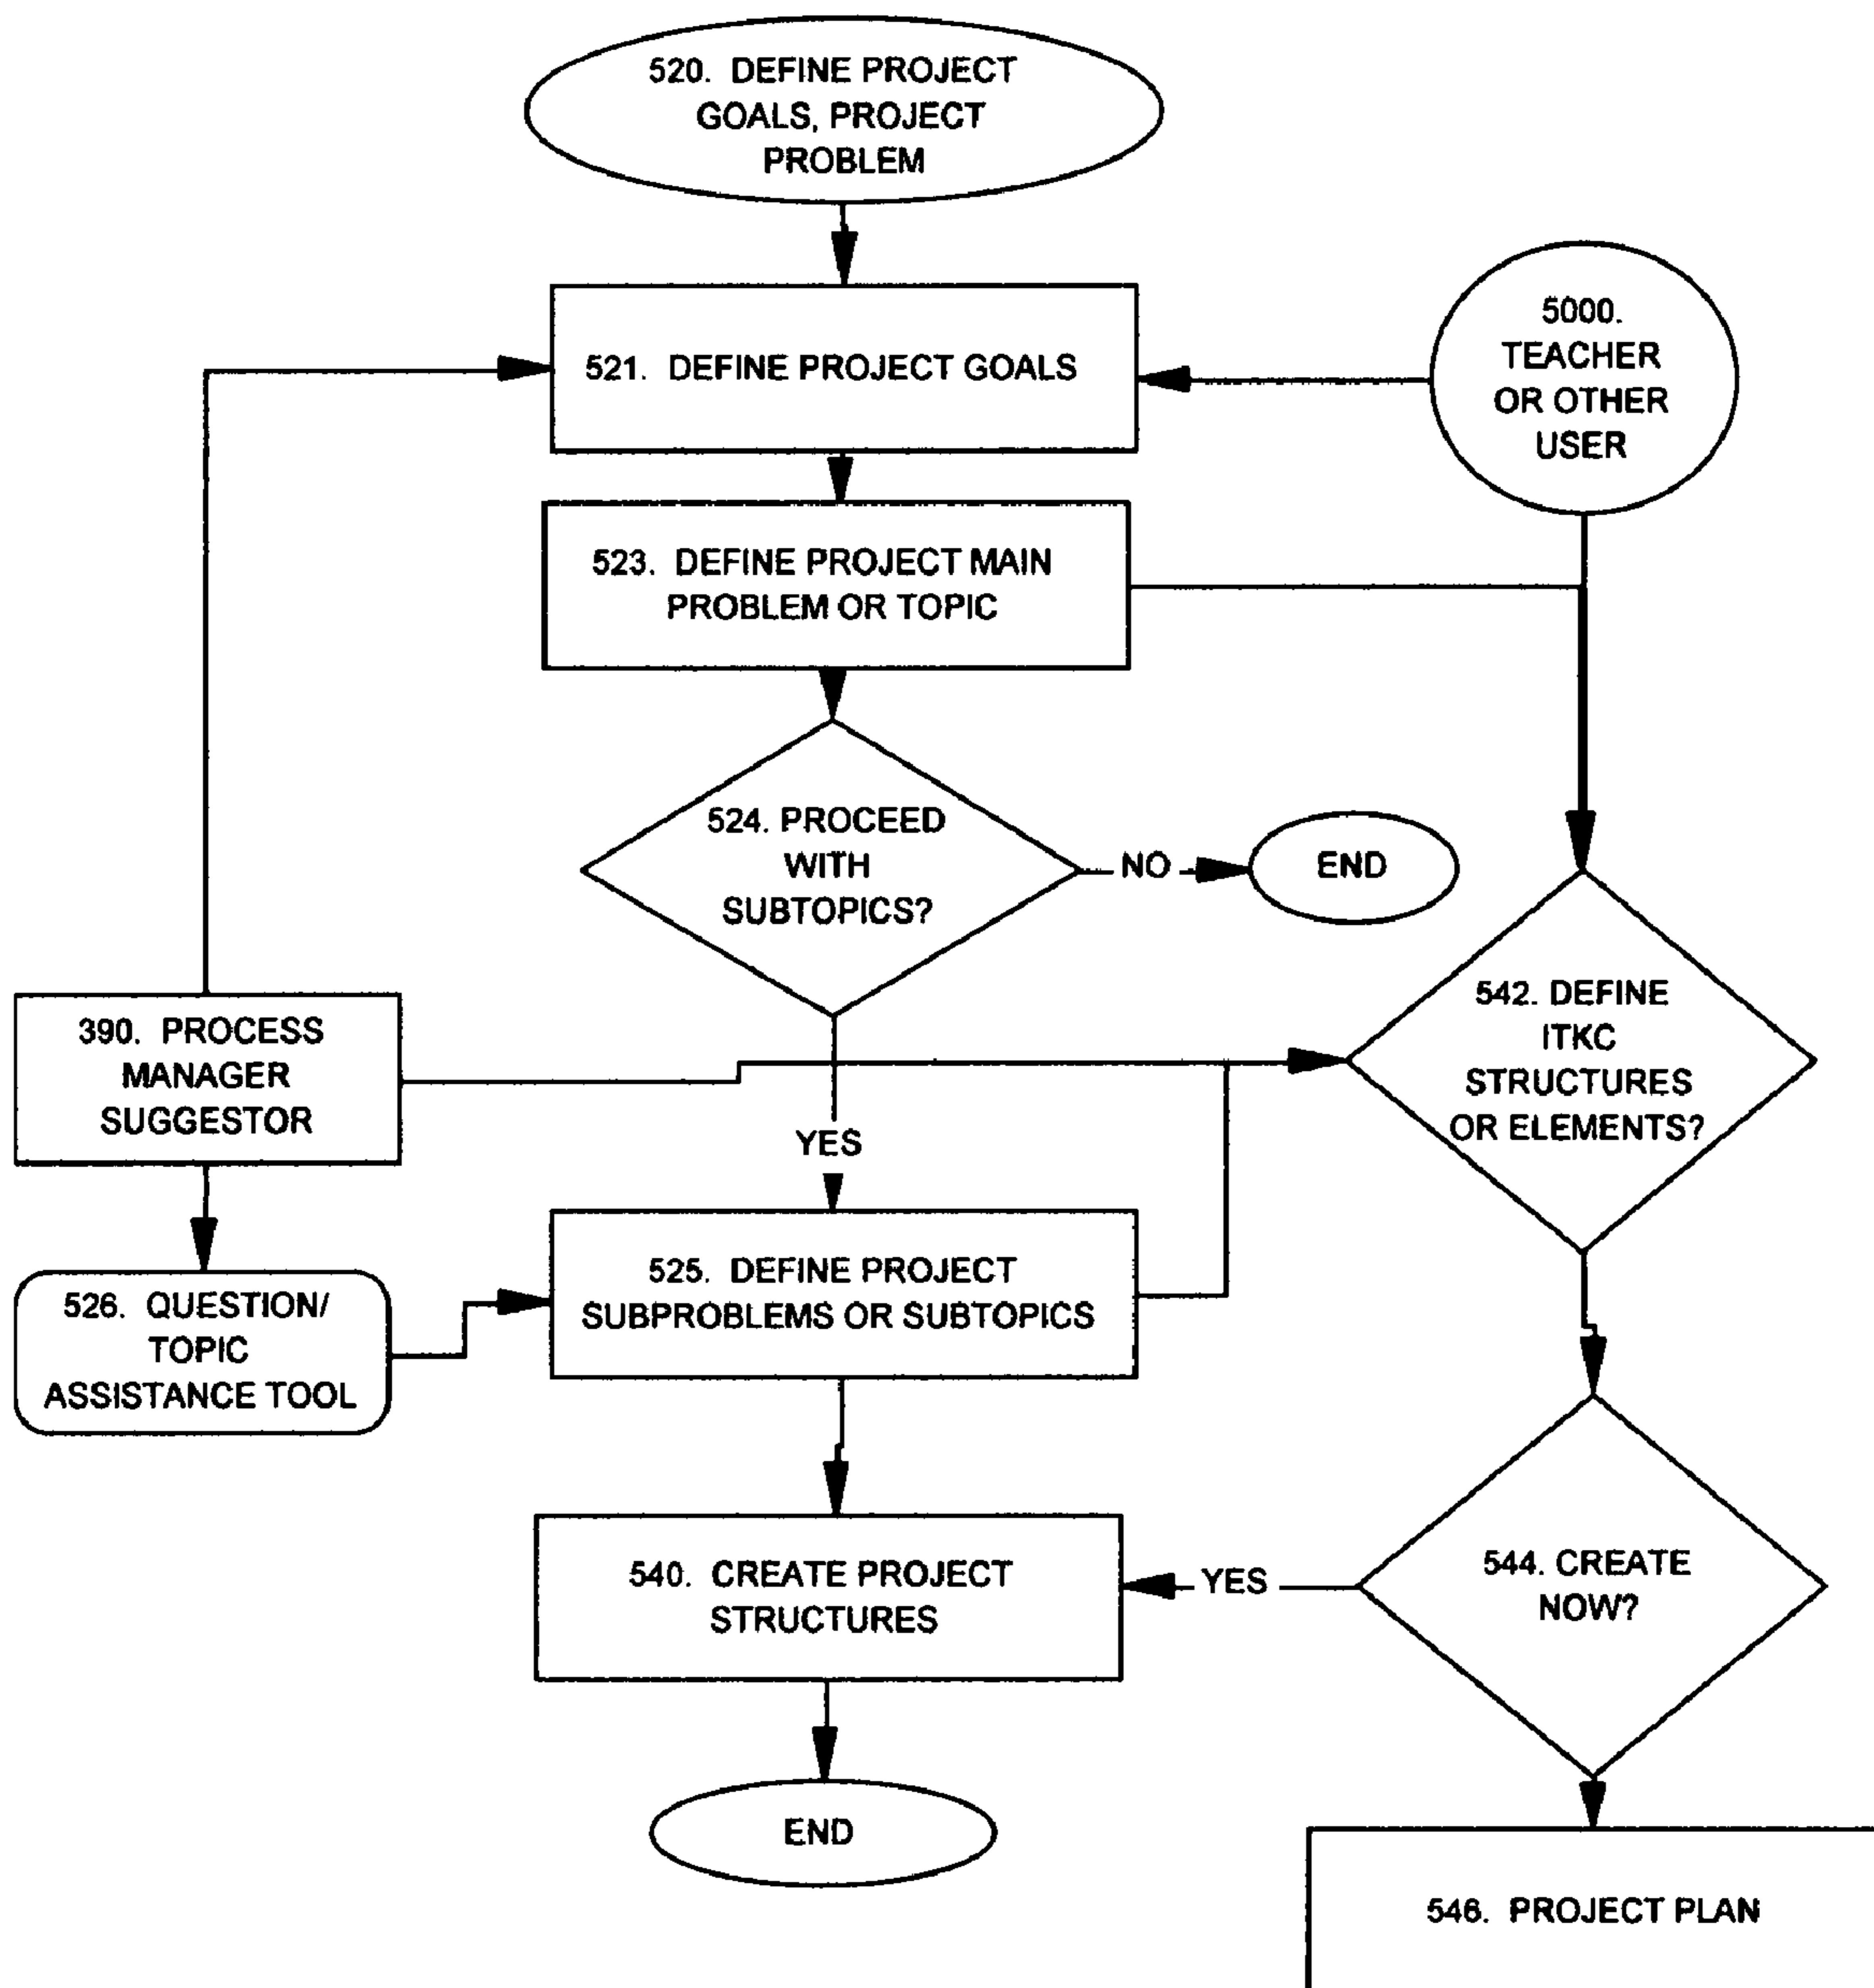 520. DEFINE PROJECT
GOALS, PROJECT
PROBLEM
521. DEFINE PROJECT GOALS
5000.
TEACHER
OR OTHER
USER
523. DEFINE PROJECT MAIN
PROBLEM OR TOPIC
524. PROCEED
WITH
SUBTOPICS?
NO
END
542. DEFINE
ITKC
STRUCTURES
OR ELEMENTS?
390. PROCESS
MANAGER
SUGGESTOR
YES
526. QUESTION/
TOPIC
ASSISTANCE TOOL
525. DEFINE PROJECT
SUBPROBLEMS OR SUBTOPICS
540. CREATE PROJECT
STRUCTURES
YES
544. CREATE
NOW?
END
546. PROJECT PLAN